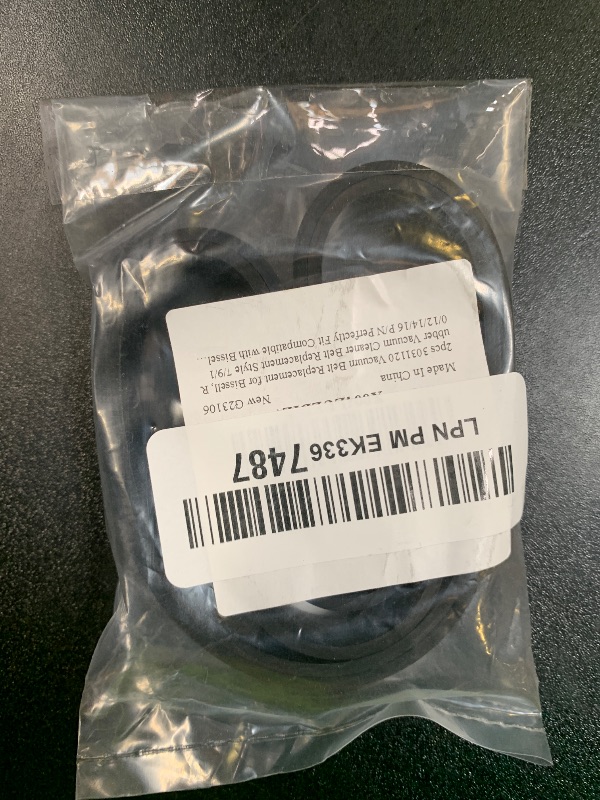 LPN PM EK336 7487
New G23106
Made In China
2pcs 3031120 Vacuum Belt Replacement for Bissell, R
ubber Vacuum Cleaner Belt Replacement Style 7/9/1
0/12/14/16 P/N Perfectly Fit Compatible with Bissel...